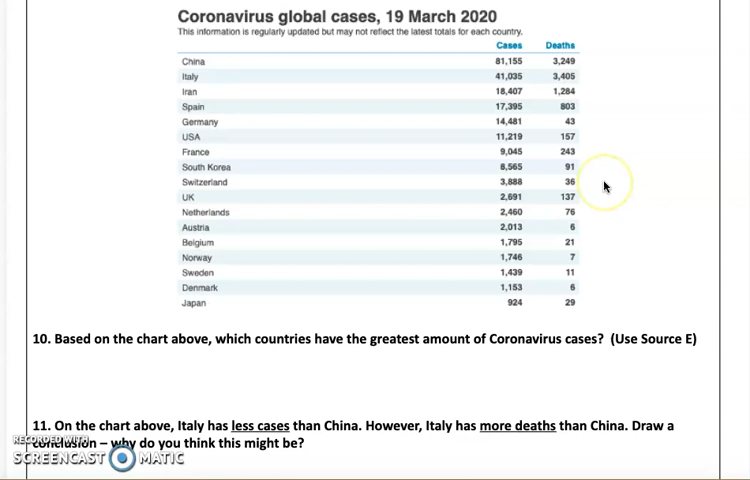 Coronavirus global cases, 19 March 2020
This information is regularly updated but may not reflect the latest totals for each country.
Cases Deaths
China 81,155 3,249
Italy 41,035 3,405
Iran 18,407 1,284
Spain 17,395 803
Germany 14,481 43
USA 11,219 157
France 9,045 243
South Korea 8,565 91
Switzerland 3,888 36
UK 2,691 137
Netherlands 2,460 76
Austria 2,013 6
Belgium 1,795 21
Norway 1,746 7
Sweden 1,439 11
Denmark 1,153 6
Japan 924 29
10. Based on the chart above, which countries have the greatest amount of Coronavirus cases? (Use Source E)
11. On the chart above, Italy has less cases than China. However, Italy has more deaths than China. Draw a
conclusion – why do you think this might be?
RECORDED WITH
SCREENCAST MATIC